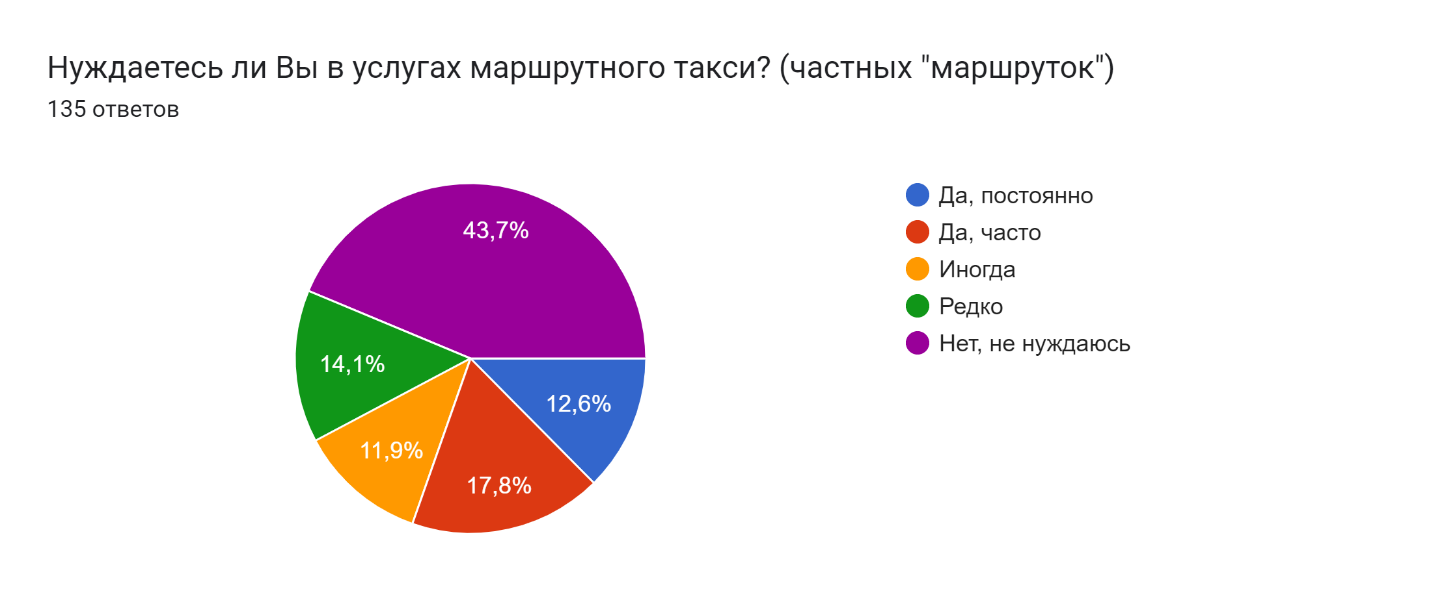 Нуждаетесь ли Вы в услугах маршрутного такси? (частных "маршруток")
135 ответов
43,7%
14,1%
12,6%
11,9%
17,8%
Да, постоянно
Да, часто
Иногда
Редко
Нет, не нуждаюсь